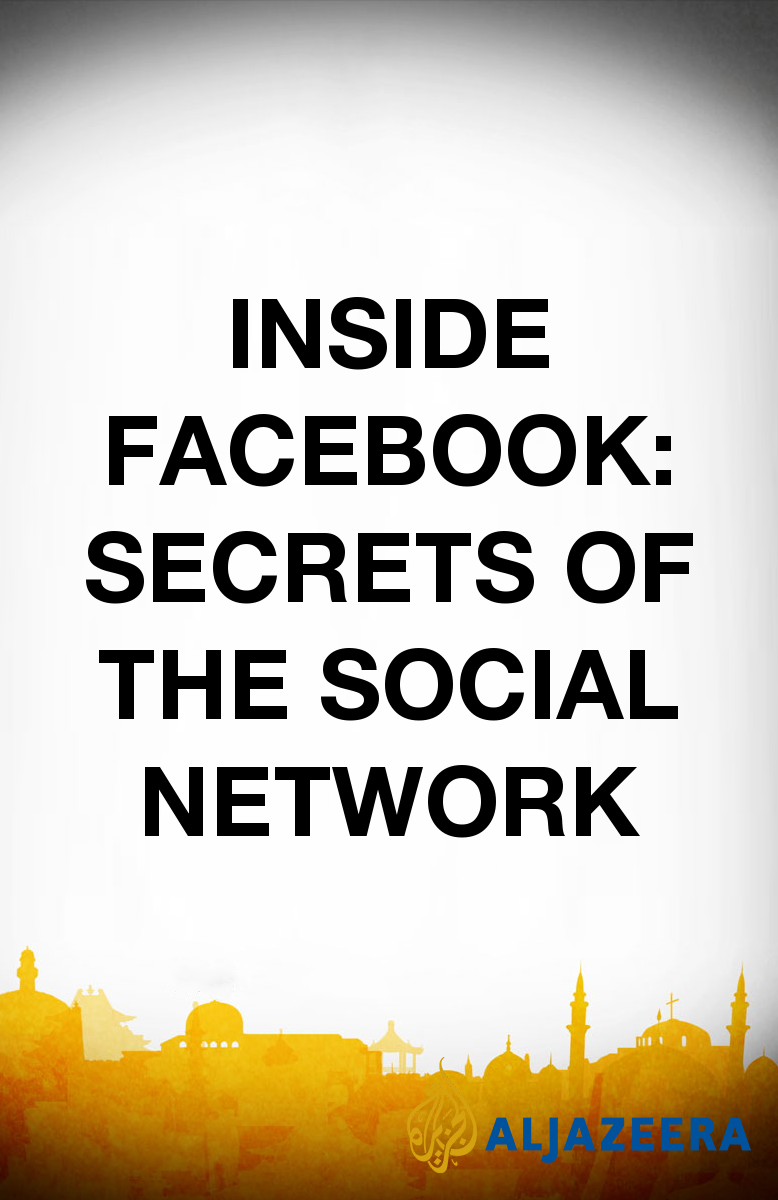 INSIDE
FACEBOOK:
SECRETS OF
THE SOCIAL
NETWORK
ALJAZEERA